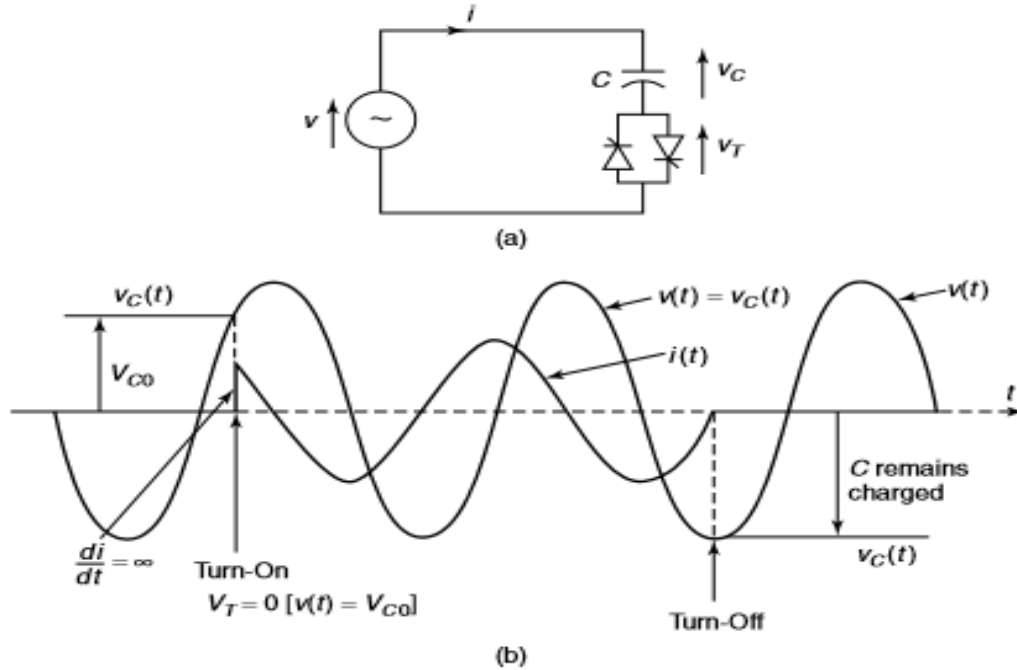 i
v
~
C
v_C
v_T
(a)
v_C(t)
V_C0
v(t) = v_C(t)
i(t)
v(t)
t
C remains
charged
v_C(t)
di/dt = ∞
Turn-On
V_T = 0 [v(t) = V_C0]
Turn-Off
(b)